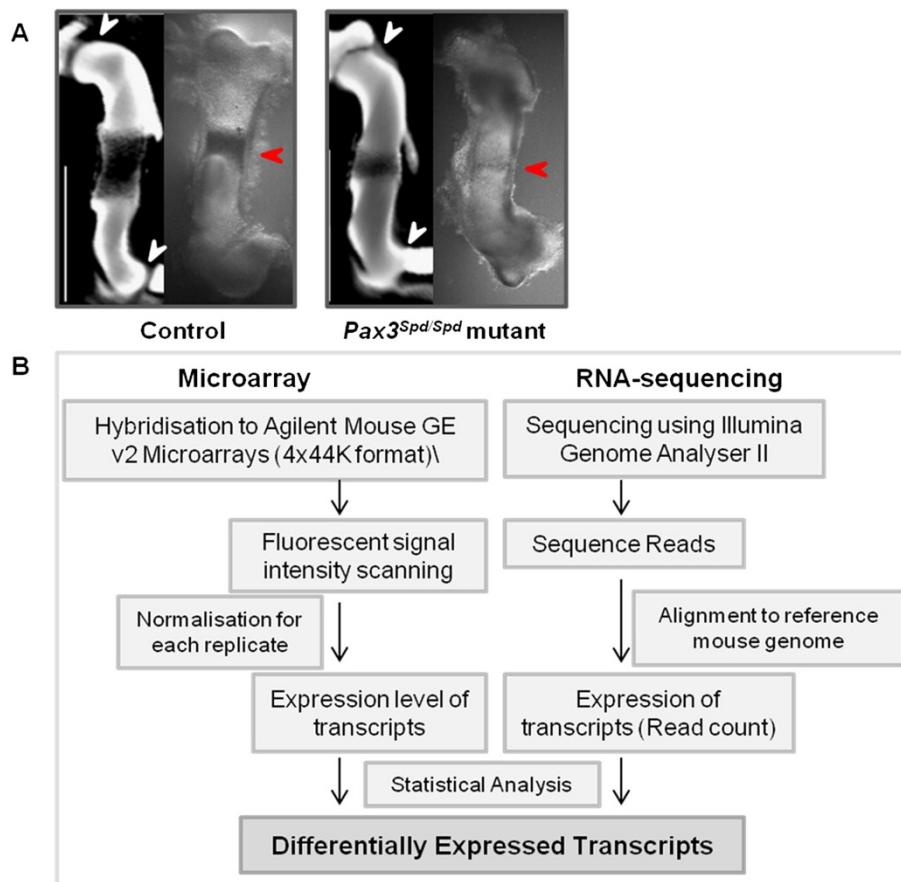 A
Control
Pax3Spd/Spd mutant
B
Microarray
RNA-sequencing
Hybridisation to Agilent Mouse GE
v2 Microarrays (4x44K format)\
Sequencing using Illumina
Genome Analyser II
Fluorescent signal
intensity scanning
Sequence Reads
Normalisation for
each replicate
Alignment to reference
mouse genome
Expression level of
transcripts
Expression of
transcripts (Read count)
Statistical Analysis
Differentially Expressed Transcripts